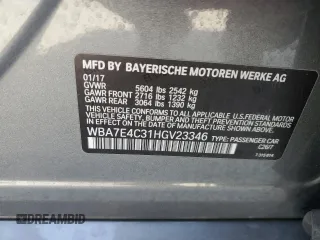 MFD BY BAYERISCHE MOTOREN WERKE AG
01/17
GVWR 5604 lbs 2542 kg
GAWR FRONT 2716 lbs 1232 kg
GAWR REAR 3064 lbs 1390 kg
THIS VEHICLE CONFORMS TO ALL APPLICABLE U.S. FEDERAL MOTOR
VEHICLE SAFETY, BUMPER AND THEFT PREVENTION STANDARDS
IN EFFECT ON THE DATE OF MANUFACTURE SHOWN ABOVE.
WBA7E4C31HGV23346 TYPE: PASSENGER CAR
DREAMBID